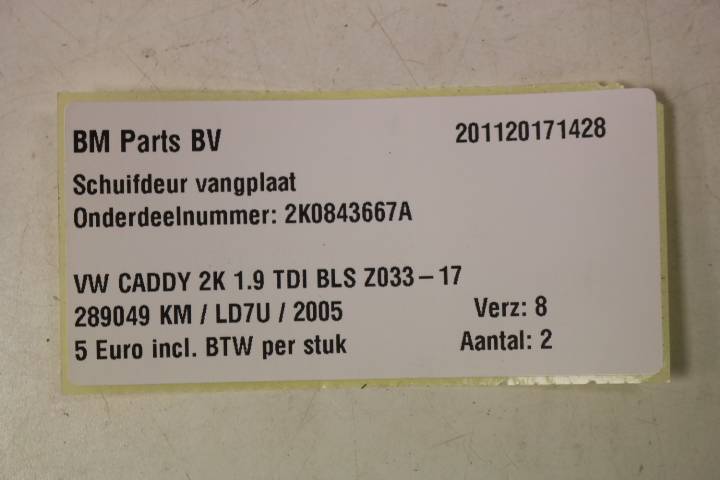 BM Parts BV 201120171428
Schuifdeur vangplaat
Onderdeelnummer: 2K0843667A
VW CADDY 2K 1.9 TDI BLS Z033-17
289049 KM / LD7U / 2005 Verz: 8
5 Euro incl. BTW per stuk Aantal: 2